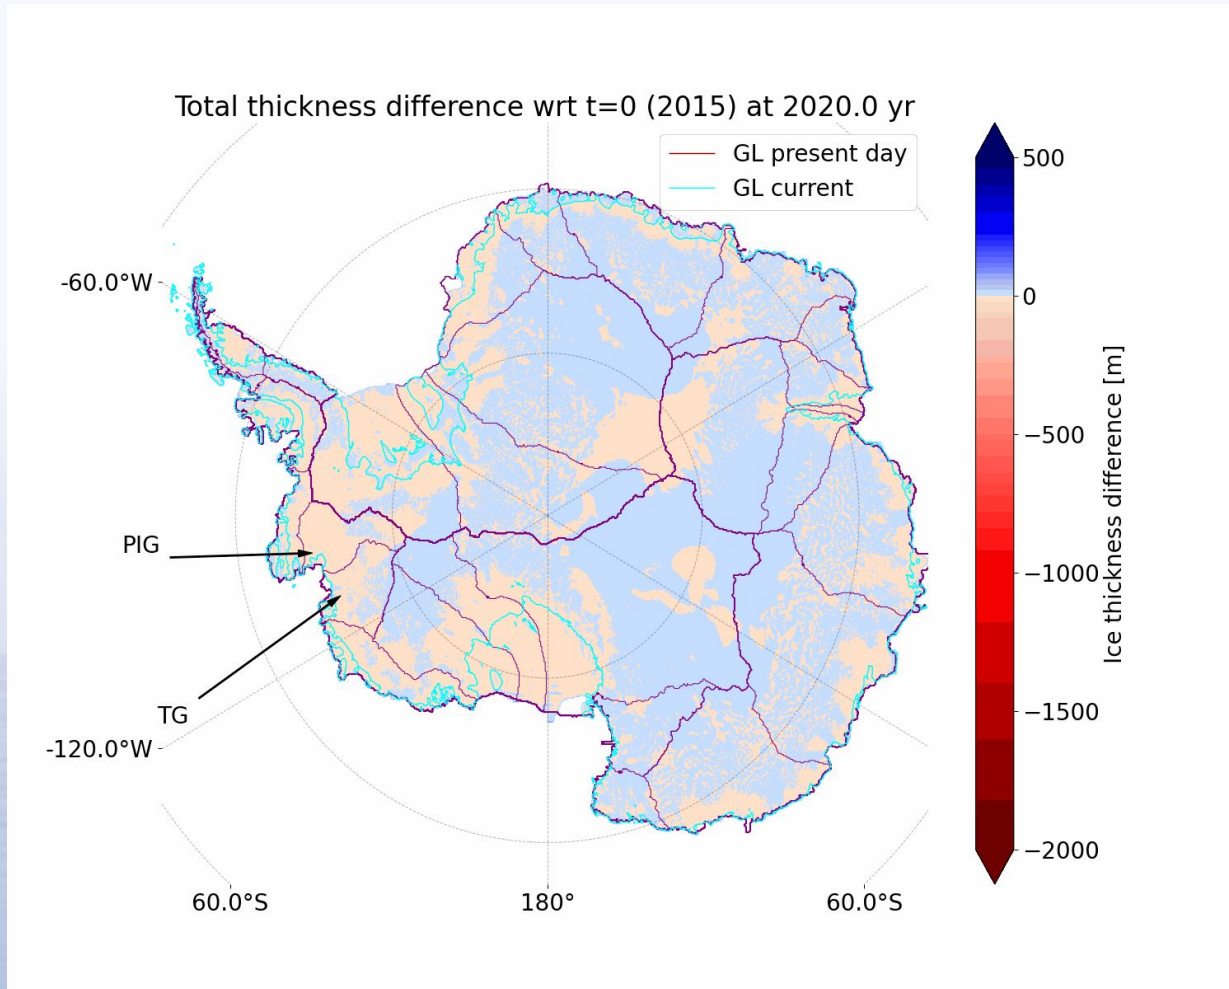 Total thickness difference wrt t=0 (2015) at 2020.0 yr
GL present day
GL current
-60.0°W
-120.0°W
PIG
TG
60.0°S
180°
60.0°S
500
0
−500
−1000
−1500
−2000
Ice thickness difference [m]